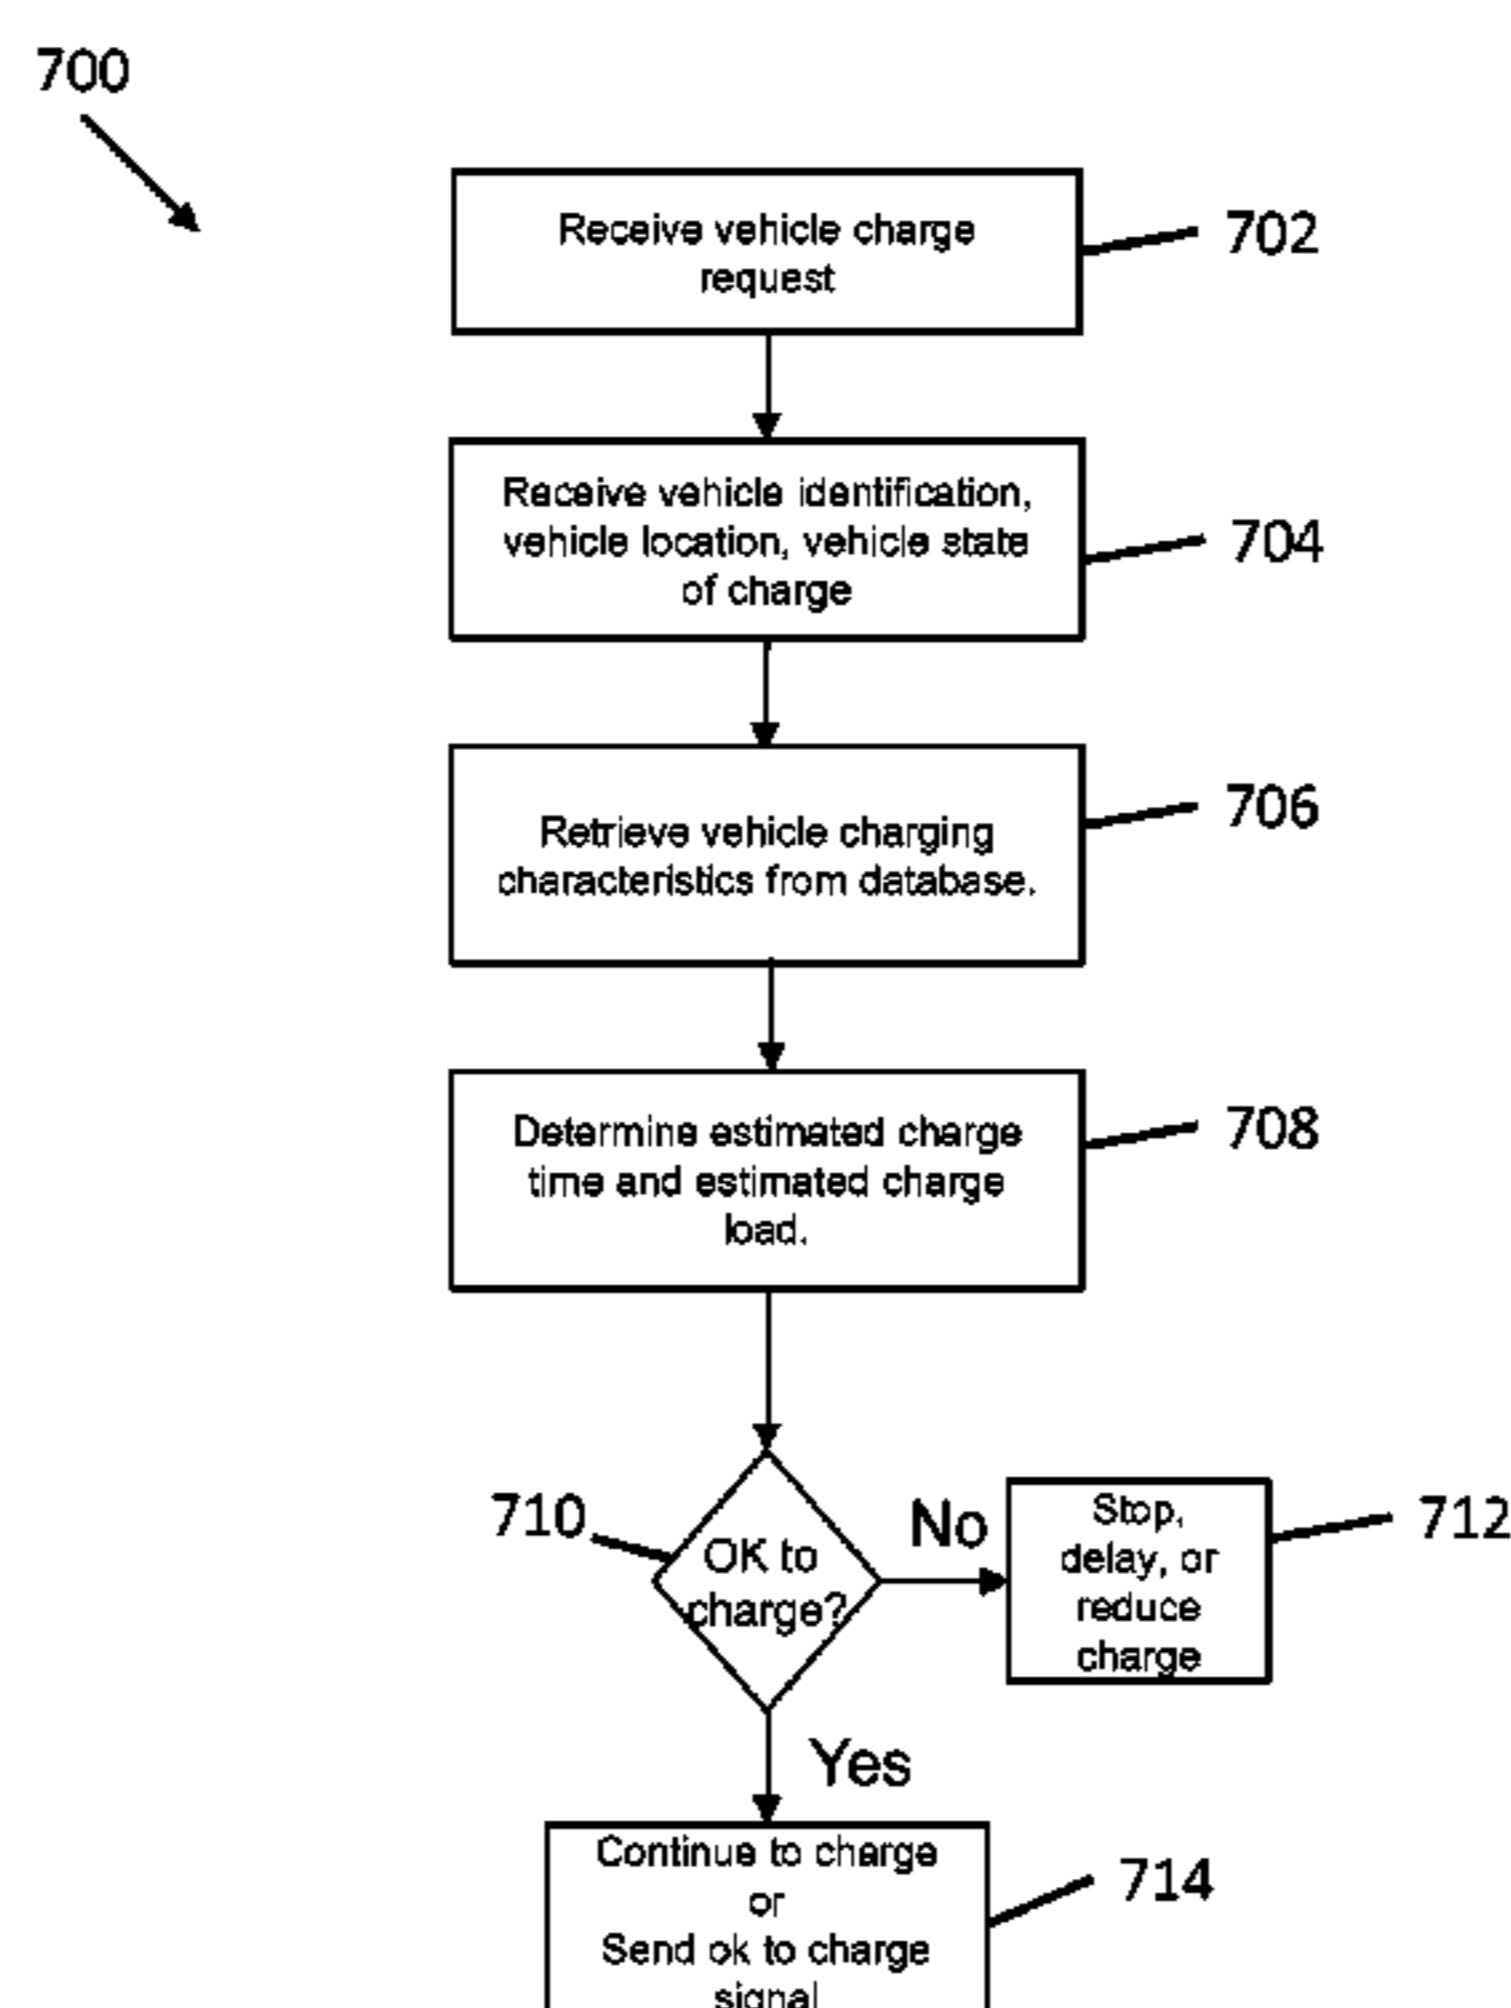 700
Receive vehicle charge
request
702
Receive vehicle identification,
vehicle location, vehicle state
of charge
704
Retrieve vehicle charging
characteristics from database.
706
Determine estimated charge
time and estimated charge
load.
708
710
OK to
charge?
No
Stop,
delay, or
reduce
charge
712
Yes
Continue to charge
or
Send ok to charge
signal
714